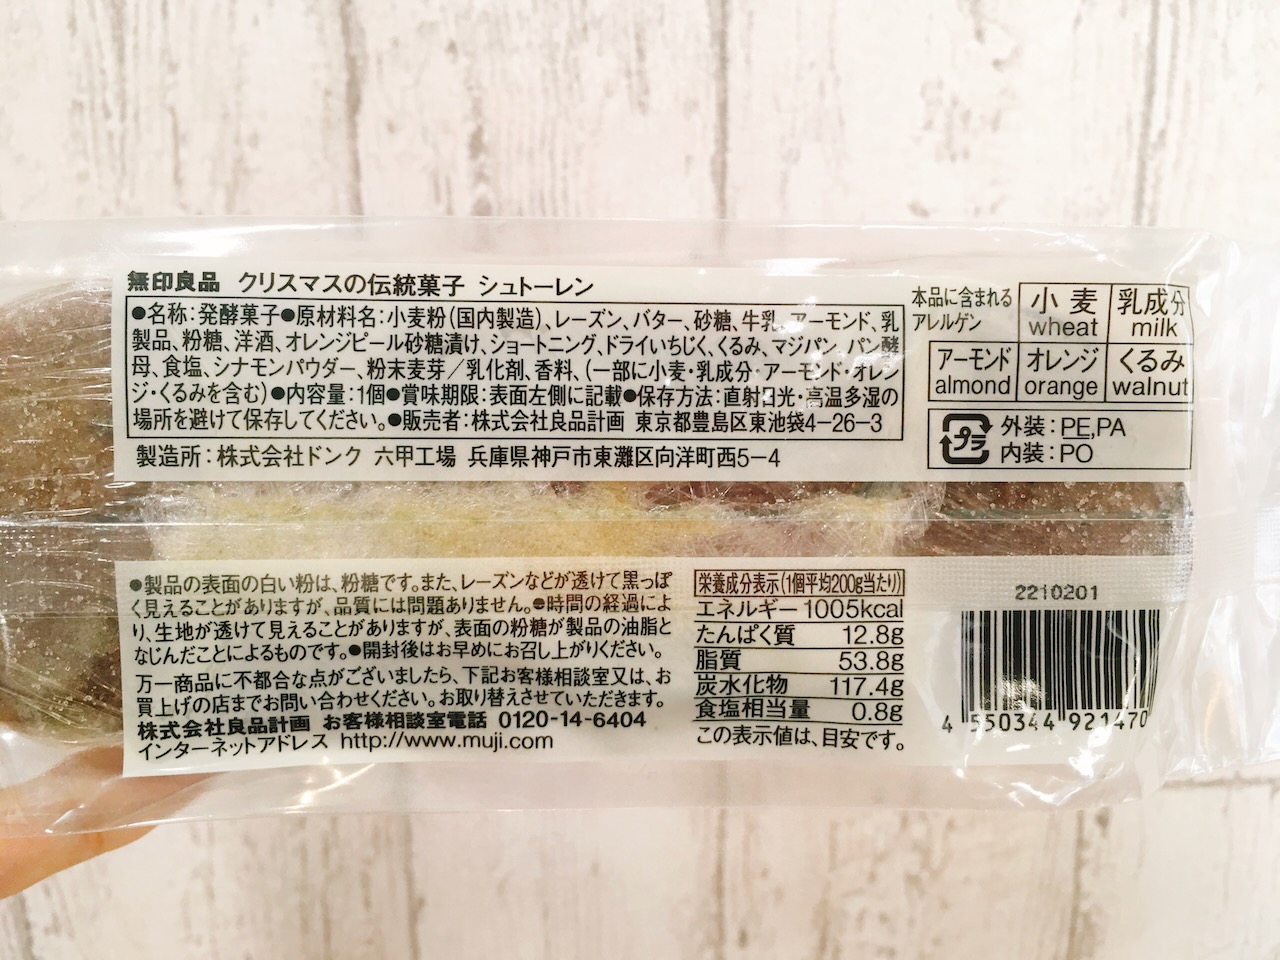 無印良品 クリスマスの伝統菓子 シュトーレン
●名称：発酵菓子●原材料名：小麦粉（国内製造）、レーズン、バター、砂糖、牛乳、アーモンド、乳
製品、粉糖、洋酒、オレンジピール砂糖漬け、ショートニング、ドライいちじく、くるみ、マジパン、パン酵
母、食塩、シナモンパウダー、粉末麦芽／乳化剤、香料、（一部に小麦・乳成分・アーモンド・オレン
ジ・くるみを含む）●内容量：1個●賞味期限：表面左側に記載●保存方法：直射日光・高温多湿の
場所を避けて保存してください。●販売者：株式会社良品計画 東京都豊島区東池袋4−26−3
製造所：株式会社ドンク 六甲工場 兵庫県神戸市東灘区向洋町西5−4
本品に含まれる
アレルゲン
小麦 乳成分
wheat milk
アーモンド オレンジ くるみ
almond orange walnut
プラ
外装：PE,PA
内装：PO
●製品の表面の白い粉は、粉糖です。また、レーズンなどが透けて黒っぽ
く見えることがありますが、品質には問題ありません。●時間の経過によ
り、生地が透けて見えることがありますが、表面の粉糖が製品の油脂と
なじんだことによるものです。●開封後はお早めにお召し上がりください。
万一商品に不都合な点がございましたら、下記お客様相談室又は、お
買上げの店までお問い合わせください。お取り替えさせていただきます。
株式会社良品計画 お客様相談室電話 0120-14-6404
インターネットアドレス http://www.muji.com
栄養成分表示（1個平均200g当たり）
エネルギー 1005kcal
たんぱく質 12.8g
脂質 53.8g
炭水化物 117.4g
食塩相当量 0.8g
この表示値は、目安です。
2210201
4 550344 921470